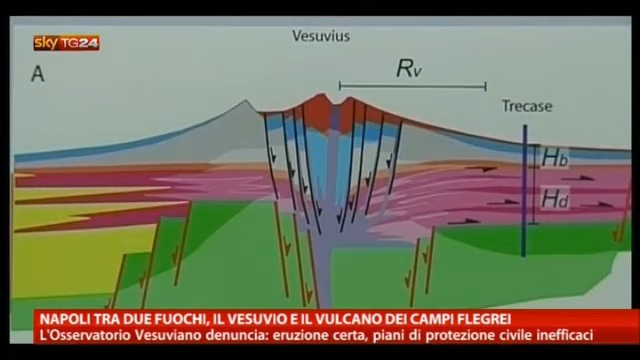 sky TG24
Vesuvius
A
Rv
Trecase
Hb
Hd
NAPOLI TRA DUE FUOCHI, IL VESUVIO E IL VULCANO DEI CAMPI FLEGREI
L'Osservatorio Vesuviano denuncia: eruzione certa, piani di protezione civile inefficaci